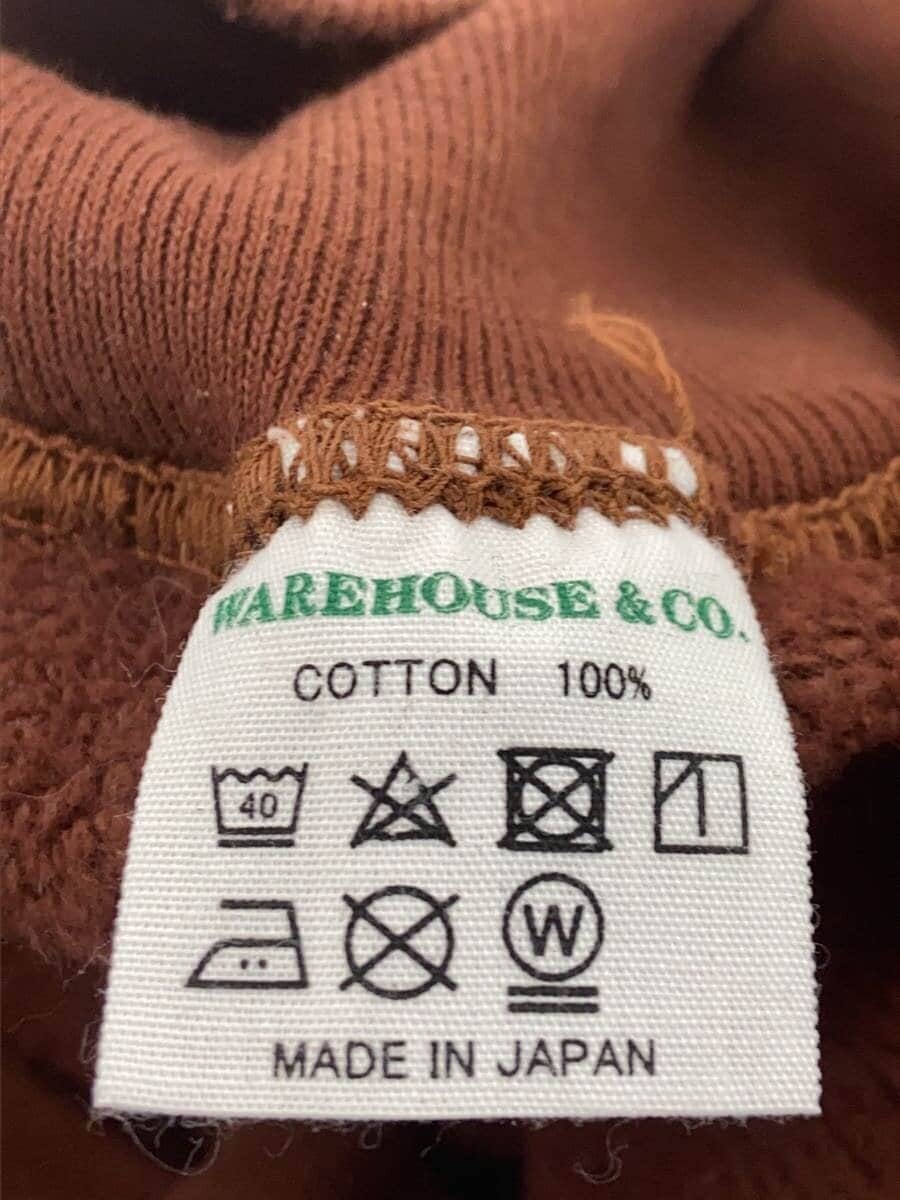 WAREHOUSE & CO.
COTTON 100%
40
W
MADE IN JAPAN